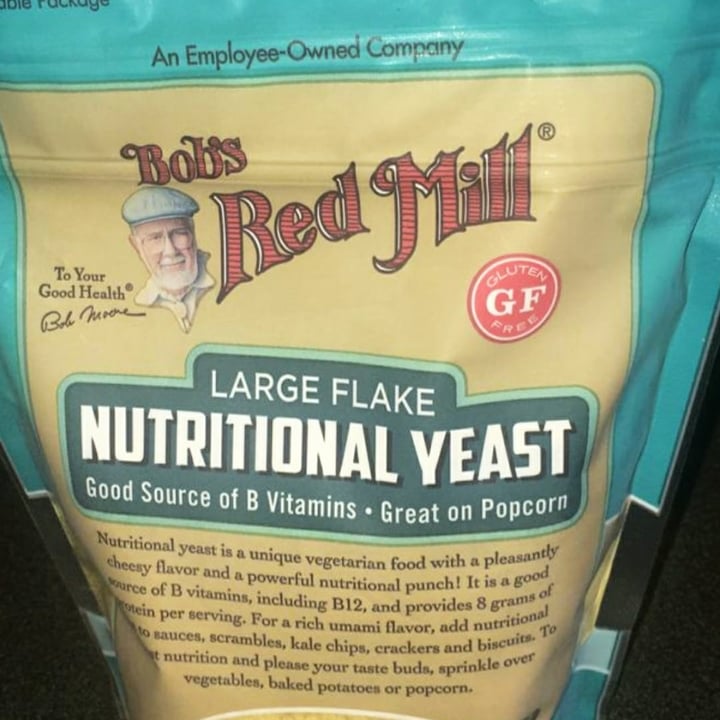 An Employee-Owned Company
Bob's
Red Mill®
To Your
Good Health®
Bob Moore
GLUTEN
GF
FREE
LARGE FLAKE
NUTRITIONAL YEAST
Good Source of B Vitamins • Great on Popcorn
Nutritional yeast is a unique vegetarian food with a pleasantly
cheesy flavor and a powerful nutritional punch! It is a good
source of B vitamins, including B12, and provides 8 grams of
protein per serving. For a rich umami flavor, add nutritional
to sauces, scrambles, kale chips, crackers and biscuits. To
nutrition and please your taste buds, sprinkle over
vegetables, baked potatoes or popcorn.